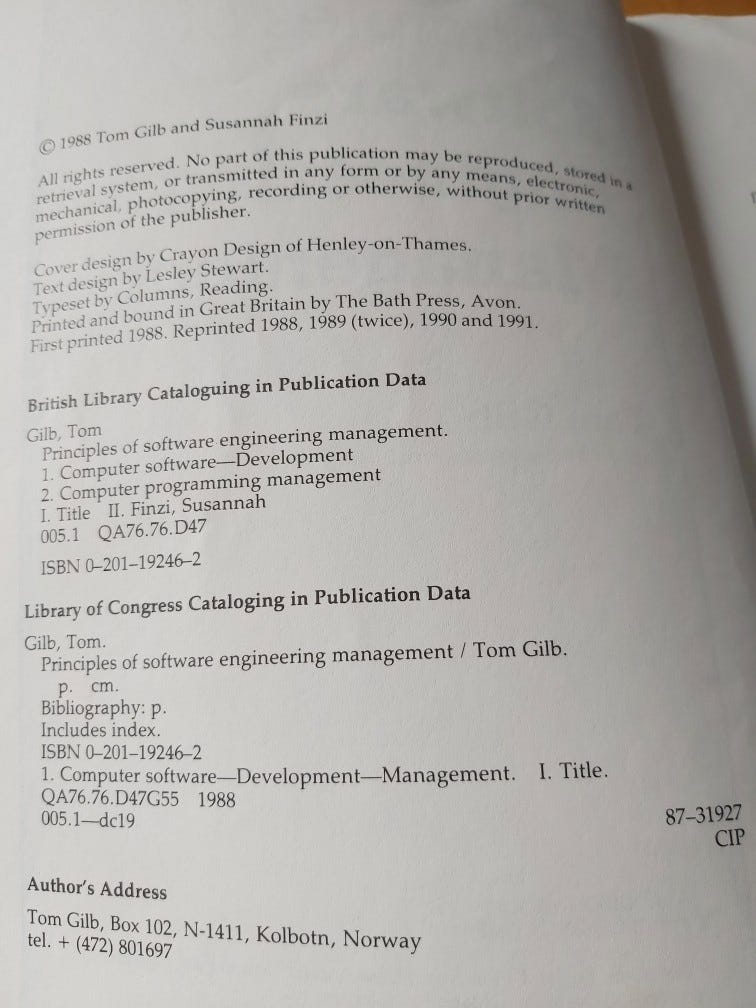 © 1988 Tom Gilb and Susannah Finzi
All rights reserved. No part of this publication may be reproduced, stored in a
retrieval system, or transmitted in any form or by any means, electronic,
mechanical, photocopying, recording or otherwise, without prior written
permission of the publisher.
Cover design by Crayon Design of Henley-on-Thames.
Text design by Lesley Stewart.
Typeset by Columns, Reading.
Printed and bound in Great Britain by The Bath Press, Avon.
First printed 1988. Reprinted 1988, 1989 (twice), 1990 and 1991.
British Library Cataloguing in Publication Data
Gilb, Tom
Principles of software engineering management.
1. Computer software—Development
2. Computer programming management
I. Title   II. Finzi, Susannah
005.1   QA76.76.D47
ISBN 0–201–19246–2
Library of Congress Cataloging in Publication Data
Gilb, Tom.
Principles of software engineering management / Tom Gilb.
p.   cm.
Bibliography: p.
Includes index.
ISBN 0–201–19246–2
1. Computer software—Development—Management.   I. Title.
QA76.76.D47G55   1988
005.1—dc19
87–31927
CIP
Author's Address
Tom Gilb, Box 102, N-1411, Kolbotn, Norway
tel. + (472) 801697